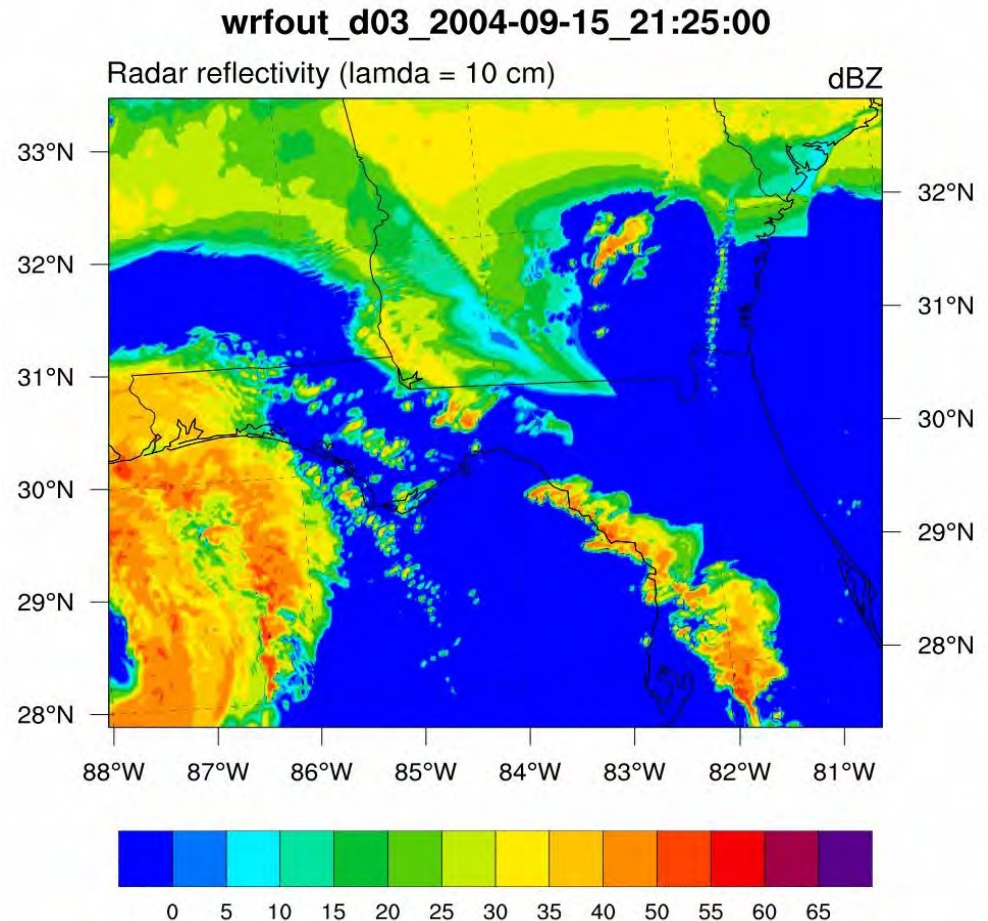 wrfout_d03_2004-09-15_21:25:00
Radar reflectivity (lamda = 10 cm) dBZ
33°N
32°N
32°N
31°N
31°N
30°N
30°N
29°N
29°N
28°N
28°N
88°W 87°W 86°W 85°W 84°W 83°W 82°W 81°W
0 5 10 15 20 25 30 35 40 50 55 60 65